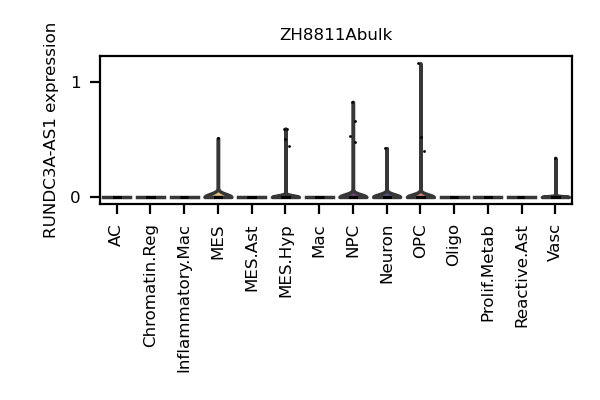 ZH8811Abulk
RUNDC3A-AS1 expression
1
0
AC
Chromatin.Reg
Inflammatory.Mac
MES
MES.Ast
MES.Hyp
Mac
NPC
Neuron
OPC
Oligo
Prolif.Metab
Reactive.Ast
Vasc